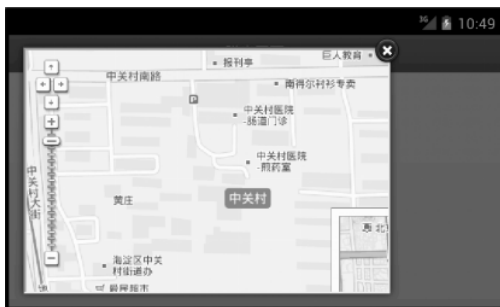 3G 10:49
报刊亭
巨人教育
中关村南路
南得尔衬衫专卖
中关村医院
-肠道门诊
中关村医院
-煎药室
中关村大街
黄庄
中关村
海淀区中关
村街道办